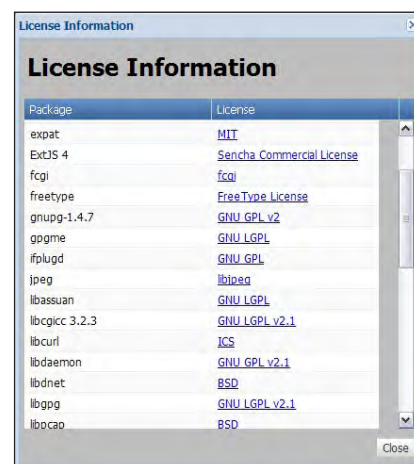 License Information
License Information
Package License
expat MIT
ExtJS 4 Sencha Commercial License
fcgi fcgi
freetype FreeType License
gnupg-1.4.7 GNU GPL v2
gpgme GNU LGPL
ifplugd GNU GPL
jpeg libjpeg
libassuan GNU LGPL
libcgicc 3.2.3 GNU LGPL v2.1
libcurl ICS
libdaemon GNU GPL v2.1
libdnet BSD
libgpg GNU LGPL v2.1
libpcap BSD
Close